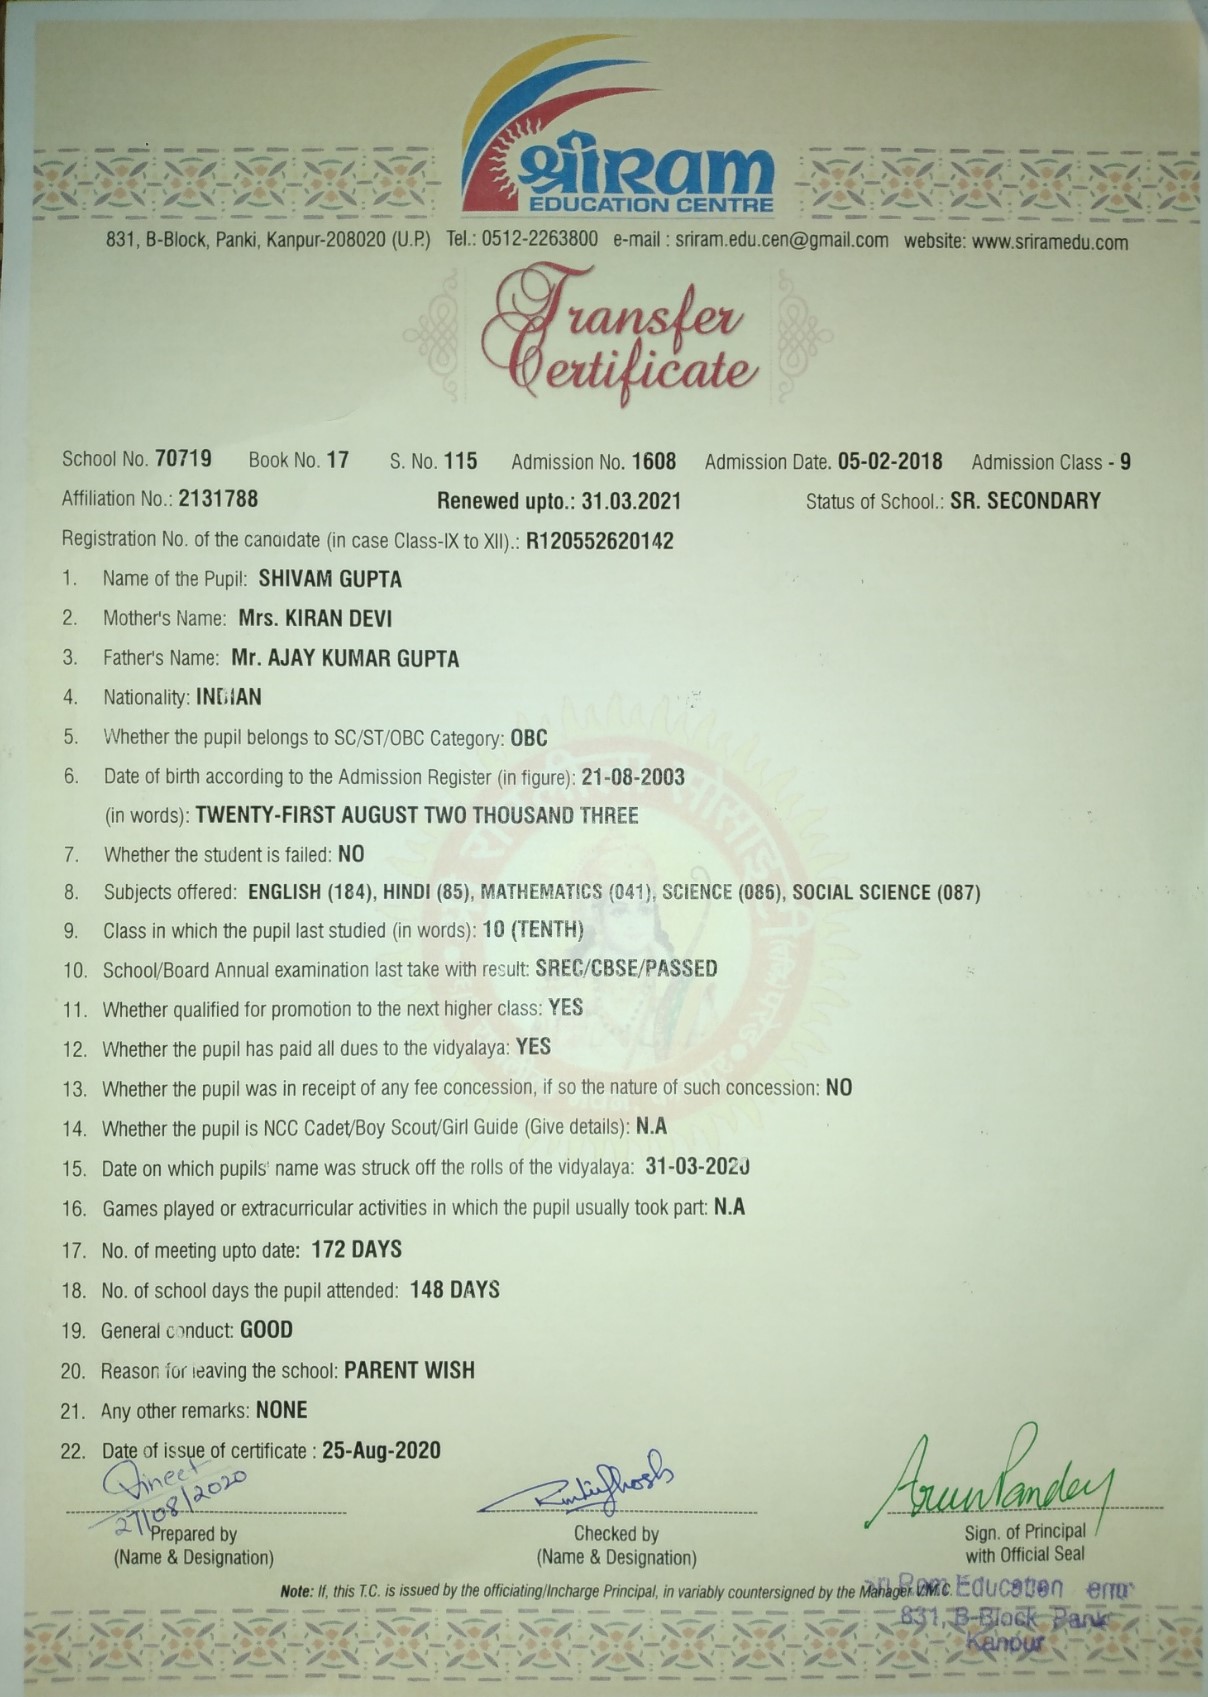 श्रीRam
EDUCATION CENTRE
831, B-Block, Panki, Kanpur-208020 (U.P.) Tel.: 0512-2263800 e-mail : sriram.edu.cen@gmail.com website: www.sriramedu.com
Transfer
Certificate
School No. 70719 Book No. 17 S. No. 115 Admission No. 1608 Admission Date. 05-02-2018 Admission Class - 9
Affiliation No.: 2131788 Renewed upto.: 31.03.2021 Status of School.: SR. SECONDARY
Registration No. of the candidate (in case Class-IX to XII).: R120552620142
1. Name of the Pupil: SHIVAM GUPTA
2. Mother's Name: Mrs. KIRAN DEVI
3. Father's Name: Mr. AJAY KUMAR GUPTA
4. Nationality: INDIAN
5. Whether the pupil belongs to SC/ST/OBC Category: OBC
6. Date of birth according to the Admission Register (in figure): 21-08-2003
(in words): TWENTY-FIRST AUGUST TWO THOUSAND THREE
7. Whether the student is failed: NO
8. Subjects offered: ENGLISH (184), HINDI (85), MATHEMATICS (041), SCIENCE (086), SOCIAL SCIENCE (087)
9. Class in which the pupil last studied (in words): 10 (TENTH)
10. School/Board Annual examination last take with result: SREC/CBSE/PASSED
11. Whether qualified for promotion to the next higher class: YES
12. Whether the pupil has paid all dues to the vidyalaya: YES
13. Whether the pupil was in receipt of any fee concession, if so the nature of such concession: NO
14. Whether the pupil is NCC Cadet/Boy Scout/Girl Guide (Give details): N.A
15. Date on which pupils' name was struck off the rolls of the vidyalaya: 31-03-2020
16. Games played or extracurricular activities in which the pupil usually took part: N.A
17. No. of meeting upto date: 172 DAYS
18. No. of school days the pupil attended: 148 DAYS
19. General conduct: GOOD
20. Reason for leaving the school: PARENT WISH
21. Any other remarks: NONE
22. Date of issue of certificate : 25-Aug-2020
Vineet
27/08/2020
Arun Pandey
Prepared by Checked by Sign. of Principal
(Name & Designation) (Name & Designation) with Official Seal
Note: If, this T.C. is issued by the officiating/Incharge Principal, in variably countersigned by the Manager V.M.C.
Ram Education
831, B-Block Panki
Kanpur